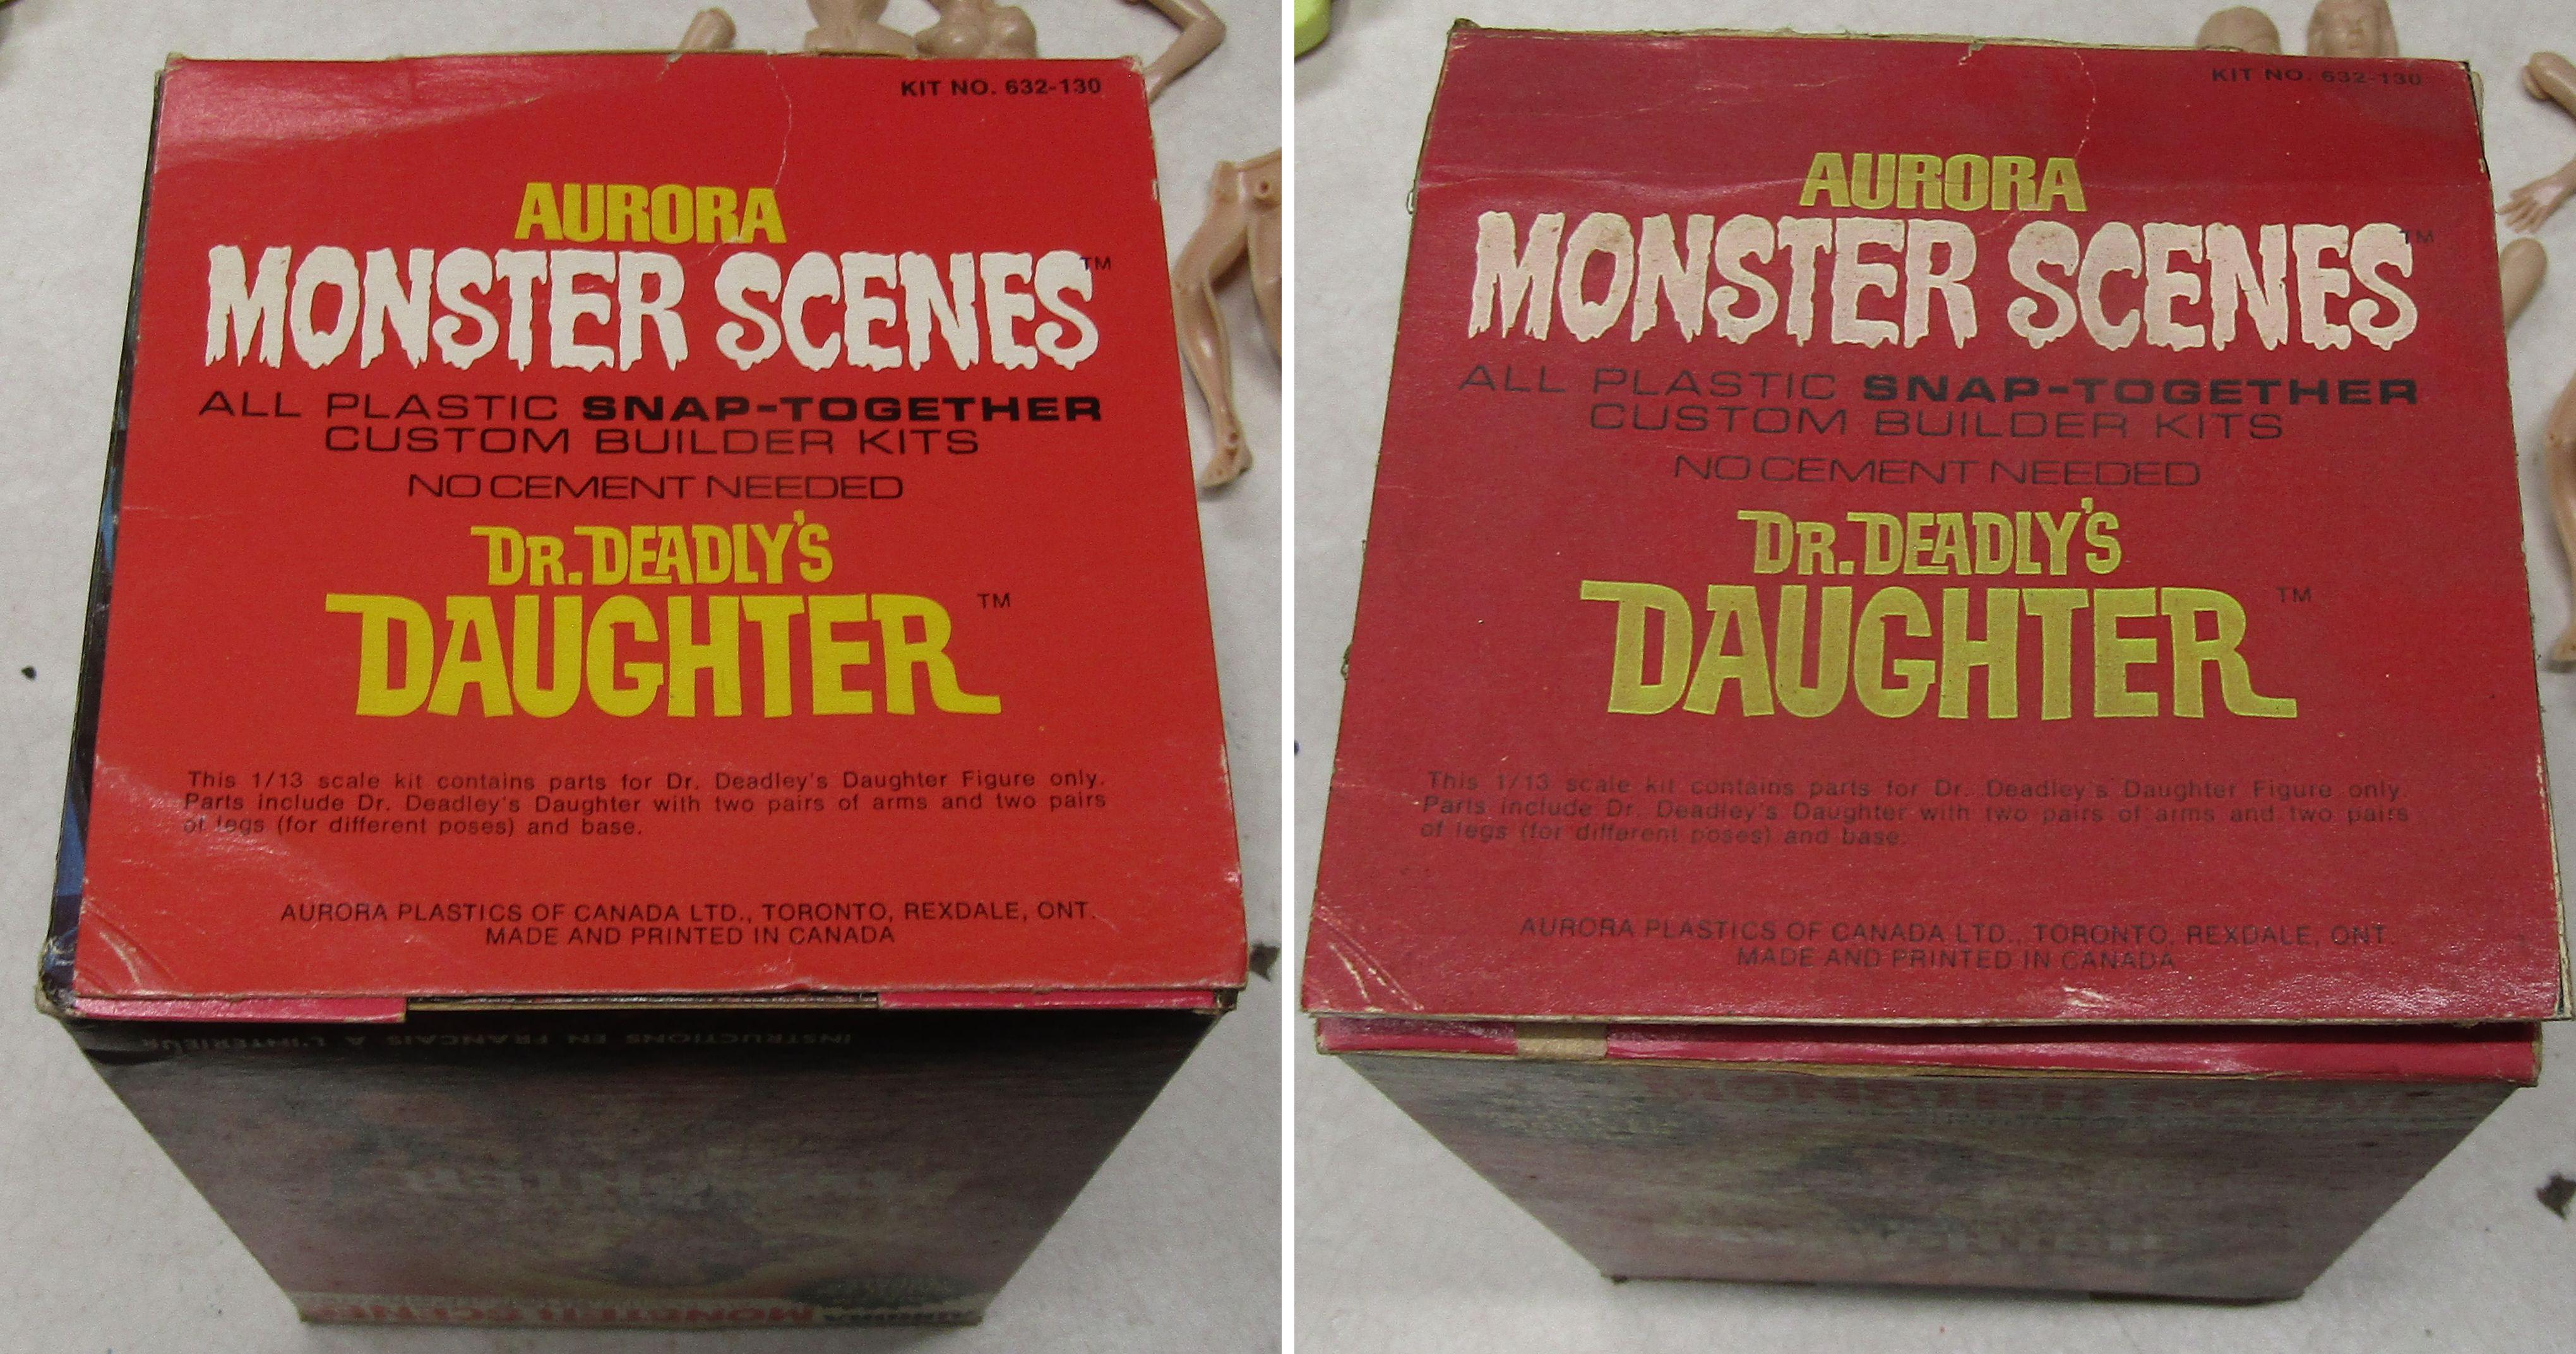 KIT NO. 632-130
AURORA
MONSTER SCENES™
ALL PLASTIC SNAP-TOGETHER
CUSTOM BUILDER KITS
NO CEMENT NEEDED
DR. DEADLY'S
DAUGHTER™
This 1/13 scale kit contains parts for Dr. Deadley's Daughter Figure only.
Parts include Dr. Deadley's Daughter with two pairs of arms and two pairs
of legs (for different poses) and base.
AURORA PLASTICS OF CANADA LTD., TORONTO, REXDALE, ONT.
MADE AND PRINTED IN CANADA
INSTRUCTIONS EN FRANCAIS A L'INTERIEUR
AURORA MONSTER SCENES
KIT NO. 632-130
AURORA
MONSTER SCENES™
ALL PLASTIC SNAP-TOGETHER
CUSTOM BUILDER KITS
NO CEMENT NEEDED
DR. DEADLY'S
DAUGHTER™
This 1/13 scale kit contains parts for Dr. Deadley's Daughter Figure only.
Parts include Dr. Deadley's Daughter with two pairs of arms and two pairs
of legs (for different poses) and base.
AURORA PLASTICS OF CANADA LTD., TORONTO, REXDALE, ONT.
MADE AND PRINTED IN CANADA